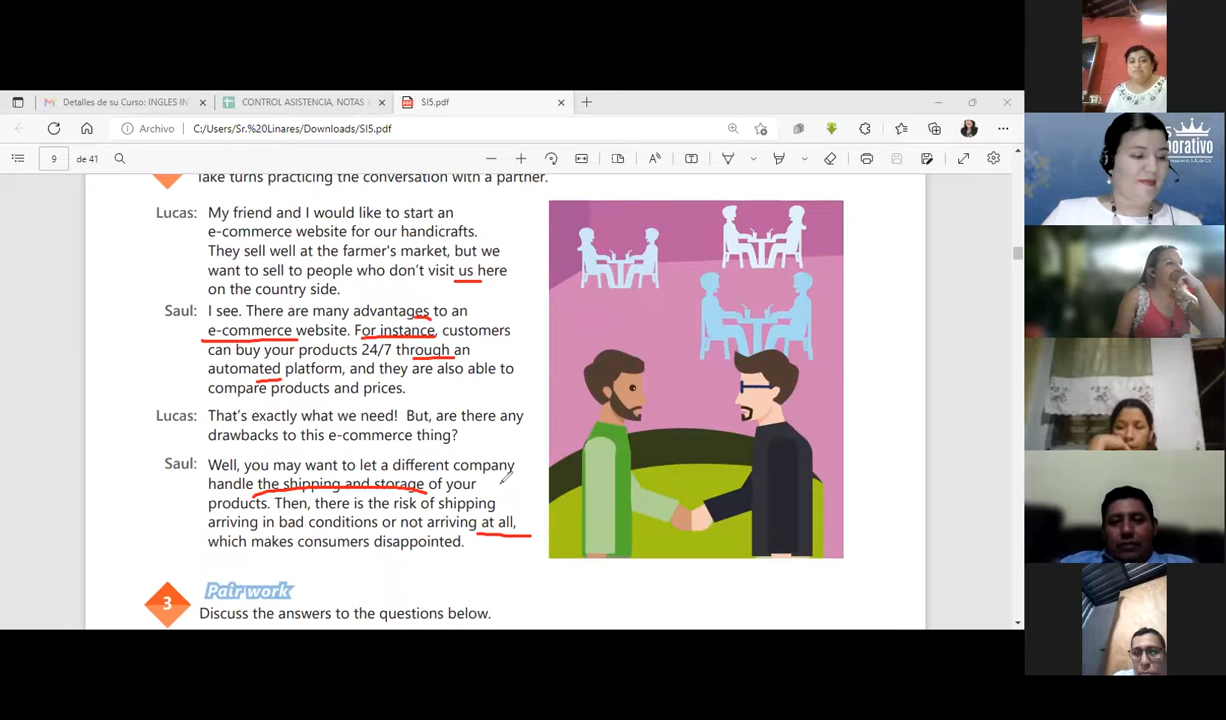 Detalles de su Curso: INGLES IN
CONTROL ASISTENCIA, NOTAS
SI5.pdf
Archivo
C:/Users/Sr.%20Linares/Downloads/SI5.pdf
9
de 41
Take turns practicing the conversation with a partner.
Lucas: My friend and I would like to start an
e-commerce website for our handicrafts.
They sell well at the farmer's market, but we
want to sell to people who don't visit us here
on the country side.
Saul: I see. There are many advantages to an
e-commerce website. For instance, customers
can buy your products 24/7 through an
automated platform, and they are also able to
compare products and prices.
Lucas: That's exactly what we need! But, are there any
drawbacks to this e-commerce thing?
Saul: Well, you may want to let a different company
handle the shipping and storage of your
products. Then, there is the risk of shipping
arriving in bad conditions or not arriving at all,
which makes consumers disappointed.
3
Pair work
Discuss the answers to the questions below.
orativo